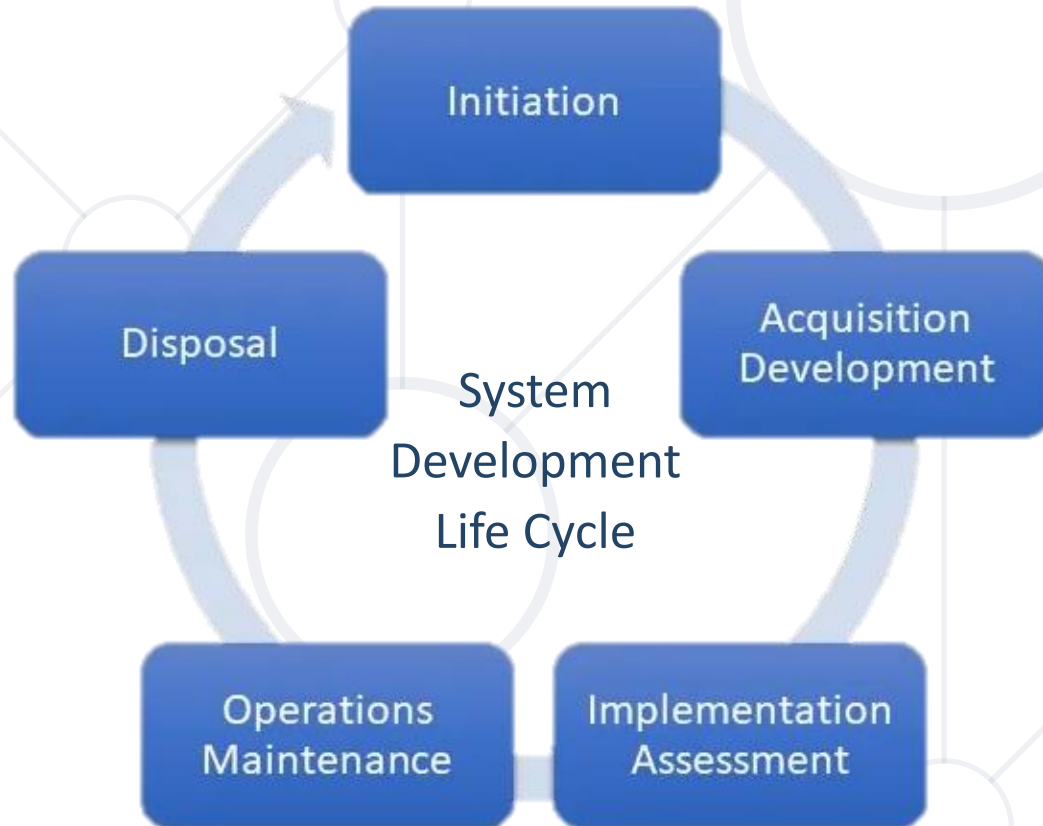 Initiation
Acquisition
Development
Implementation
Assessment
Operations
Maintenance
Disposal
System
Development
Life Cycle